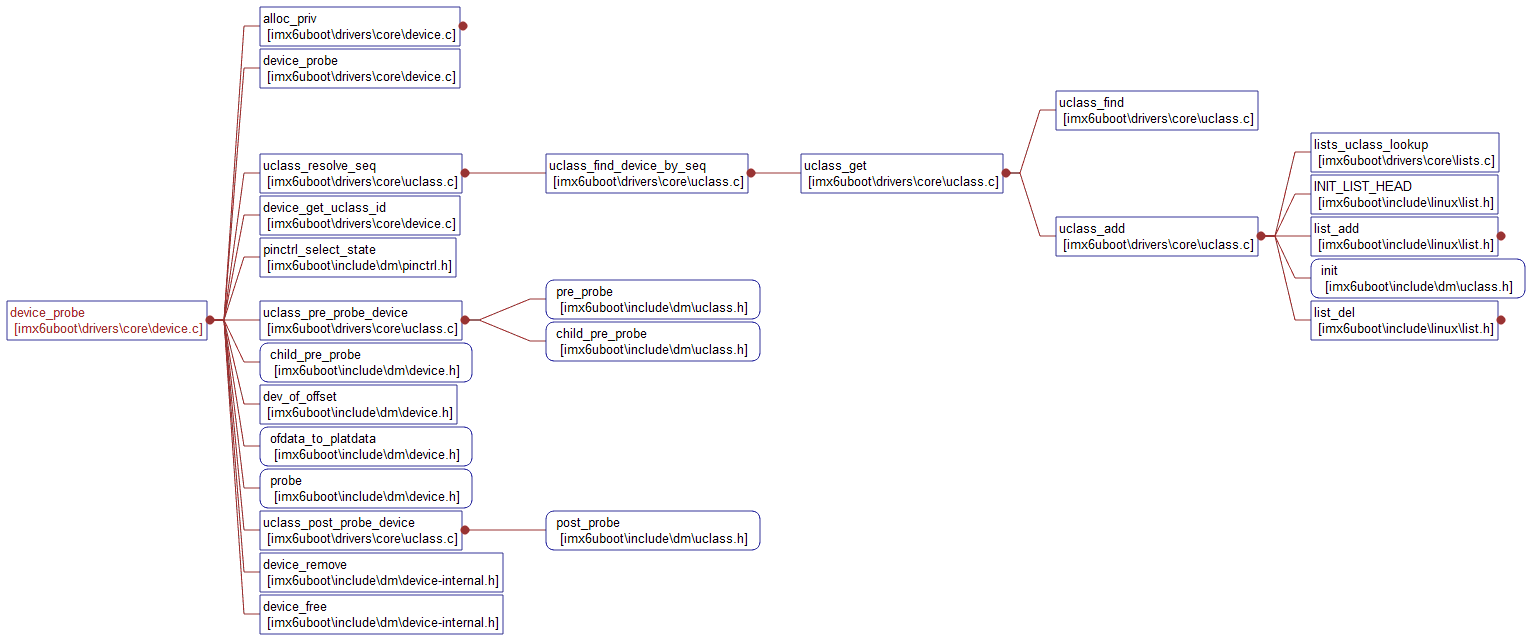 device_probe
[imx6uboot\drivers\core\device.c]
alloc_priv
[imx6uboot\drivers\core\device.c]
device_probe
[imx6uboot\drivers\core\device.c]
uclass_resolve_seq
[imx6uboot\drivers\core\uclass.c]
device_get_uclass_id
[imx6uboot\drivers\core\device.c]
pinctrl_select_state
[imx6uboot\include\dm\pinctrl.h]
uclass_pre_probe_device
[imx6uboot\drivers\core\uclass.c]
child_pre_probe
[imx6uboot\include\dm\device.h]
dev_of_offset
[imx6uboot\include\dm\device.h]
ofdata_to_platdata
[imx6uboot\include\dm\device.h]
probe
[imx6uboot\include\dm\device.h]
uclass_post_probe_device
[imx6uboot\drivers\core\uclass.c]
device_remove
[imx6uboot\include\dm\device-internal.h]
device_free
[imx6uboot\include\dm\device-internal.h]
uclass_find_device_by_seq
[imx6uboot\drivers\core\uclass.c]
pre_probe
[imx6uboot\include\dm\uclass.h]
child_pre_probe
[imx6uboot\include\dm\uclass.h]
post_probe
[imx6uboot\include\dm\uclass.h]
uclass_get
[imx6uboot\drivers\core\uclass.c]
uclass_find
[imx6uboot\drivers\core\uclass.c]
uclass_add
[imx6uboot\drivers\core\uclass.c]
lists_uclass_lookup
[imx6uboot\drivers\core\lists.c]
INIT_LIST_HEAD
[imx6uboot\include\linux\list.h]
list_add
[imx6uboot\include\linux\list.h]
init
[imx6uboot\include\dm\uclass.h]
list_del
[imx6uboot\include\linux\list.h]